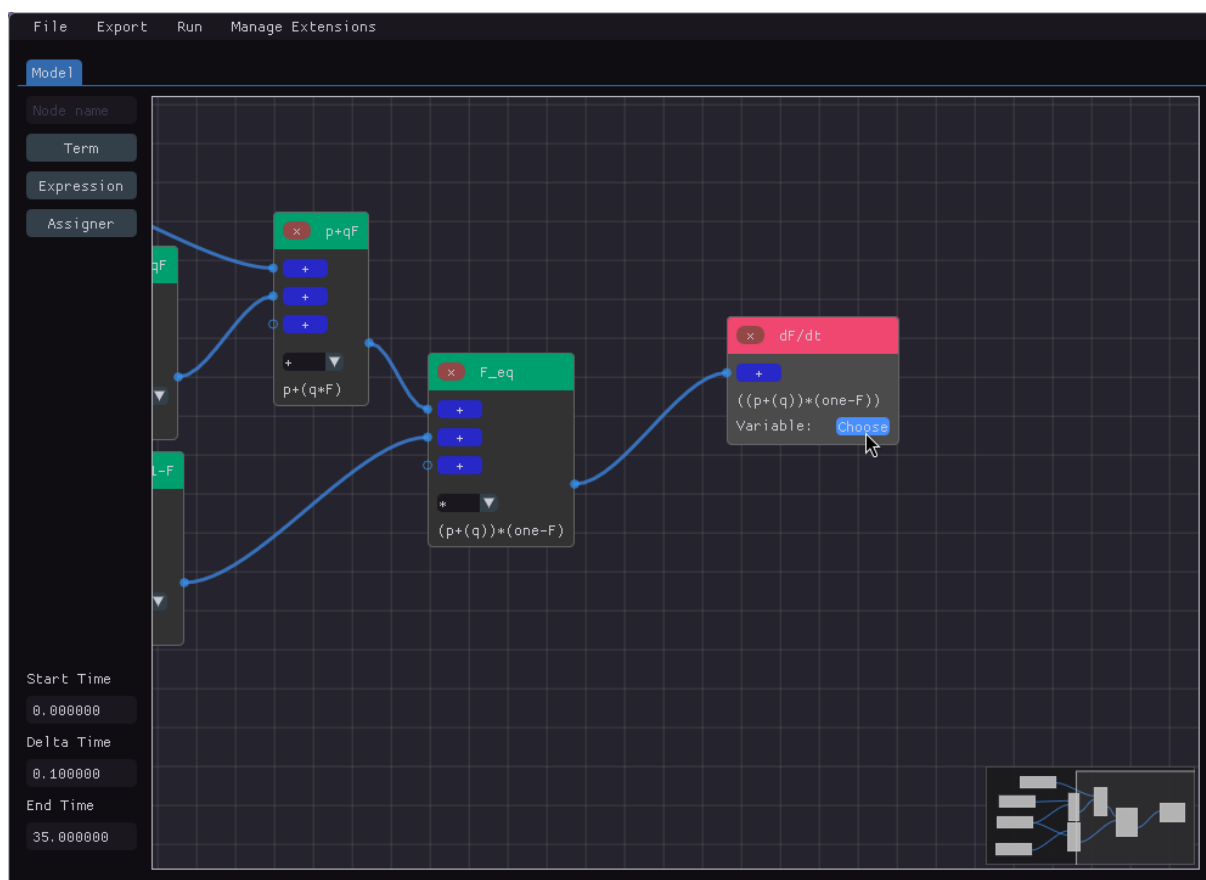 File Export Run Manage Extensions
Model
Node name
Term
Expression
Assigner
qF
× p+qF
+
+
+
+ ▼
p+(q*F)
▼
1-F
▼
× F_eq
+
+
+
* ▼
(p+(q))*(one-F)
× dF/dt
+
((p+(q))*(one-F))
Variable: Choose
Start Time
0.000000
Delta Time
0.100000
End Time
35.000000